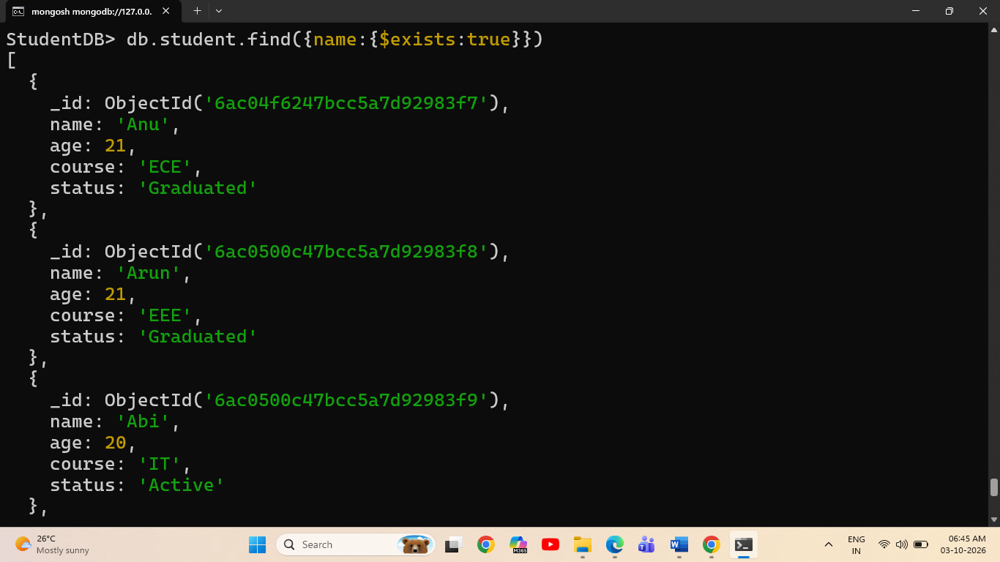 mongosh mongodb://127.0.0.
StudentDB> db.student.find({name:{$exists:true}})
[
  {
    _id: ObjectId('6ac04f6247bcc5a7d92983f7'),
    name: 'Anu',
    age: 21,
    course: 'ECE',
    status: 'Graduated'
  },
  {
    _id: ObjectId('6ac0500c47bcc5a7d92983f8'),
    name: 'Arun',
    age: 21,
    course: 'EEE',
    status: 'Graduated'
  },
  {
    _id: ObjectId('6ac0500c47bcc5a7d92983f9'),
    name: 'Abi',
    age: 20,
    course: 'IT',
    status: 'Active'
  },
26°C
Mostly sunny
Search
M365
ENG
IN
06:45 AM
03-10-2026